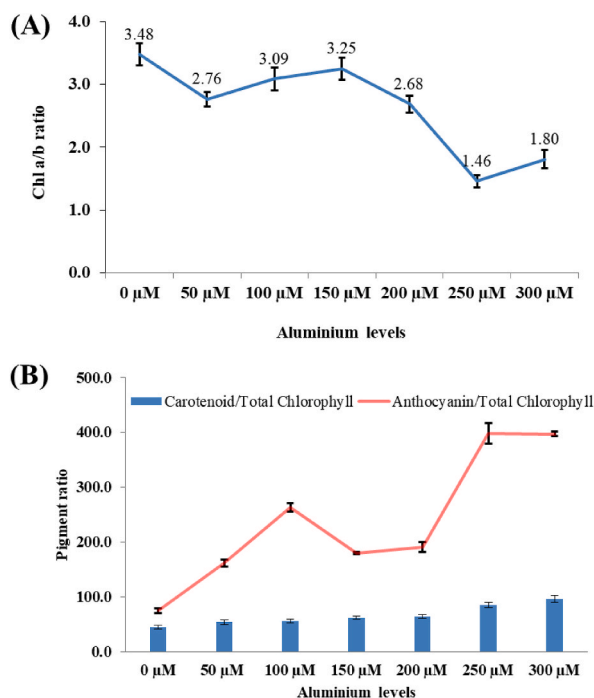 (A)
4.0
3.0
2.0
1.0
0.0
Chl a/b ratio
3.48
2.76
3.09
3.25
2.68
1.46
1.80
0 µM 50 µM 100 µM 150 µM 200 µM 250 µM 300 µM
Aluminium levels
(B)
500.0
400.0
300.0
200.0
100.0
0.0
Pigment ratio
Carotenoid/Total Chlorophyll Anthocyanin/Total Chlorophyll
0 µM 50 µM 100 µM 150 µM 200 µM 250 µM 300 µM
Aluminium levels